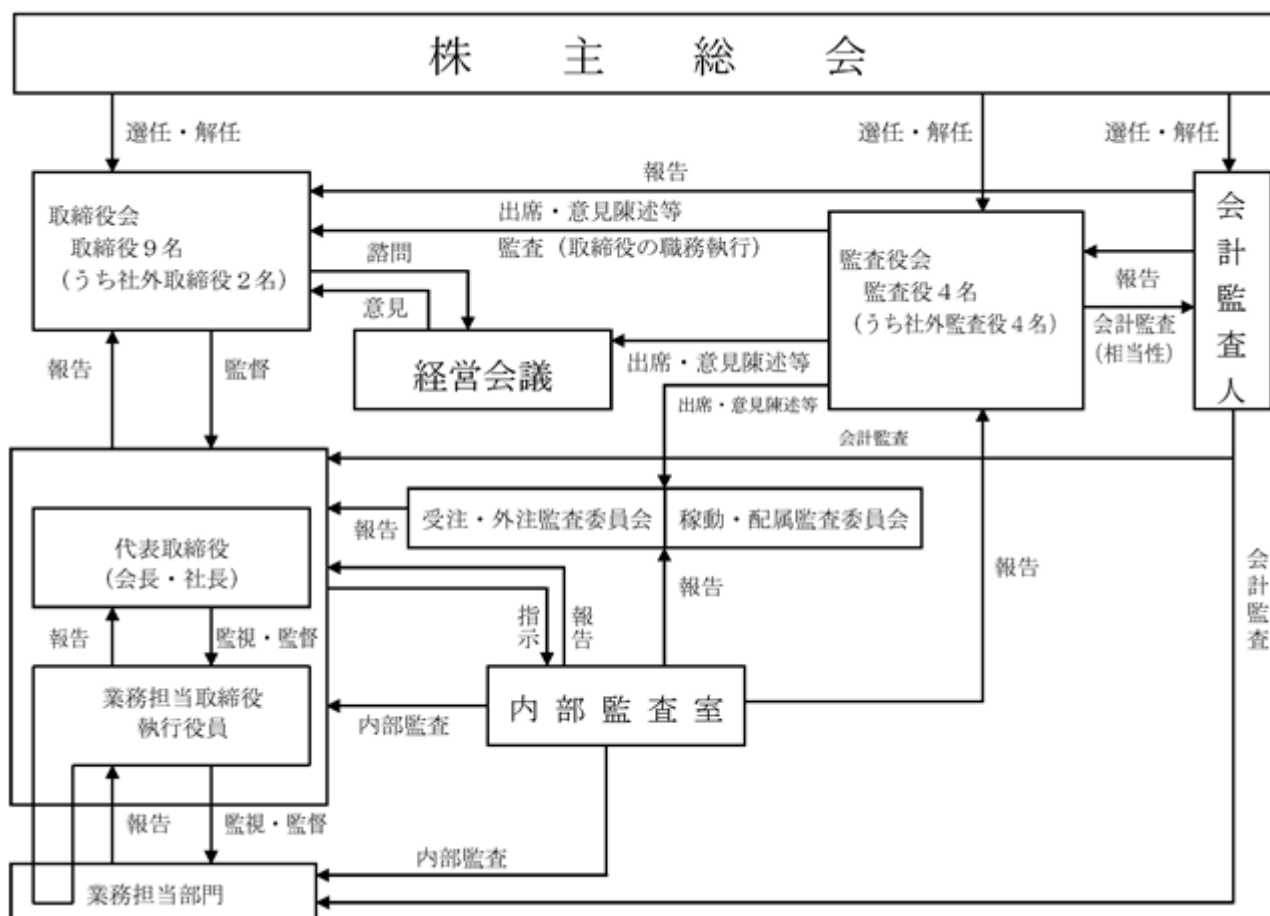 株主総会
選任・解任
選任・解任
選任・解任
報告
取締役会
取締役9名
(うち社外取締役2名)
出席・意見陳述等
監査(取締役の職務執行)
諮問
意見
監査役会
監査役4名
(うち社外監査役4名)
会計監査人
報告
会計監査
(相当性)
経営会議
出席・意見陳述等
出席・意見陳述等
報告
監督
会計監査
受注・外注監査委員会
稼動・配属監査委員会
報告
代表取締役
(会長・社長)
報告
監視・監督
指示
報告
報告
報告
会計監査
業務担当取締役
執行役員
内部監査
内部監査室
報告
監視・監督
内部監査
業務担当部門